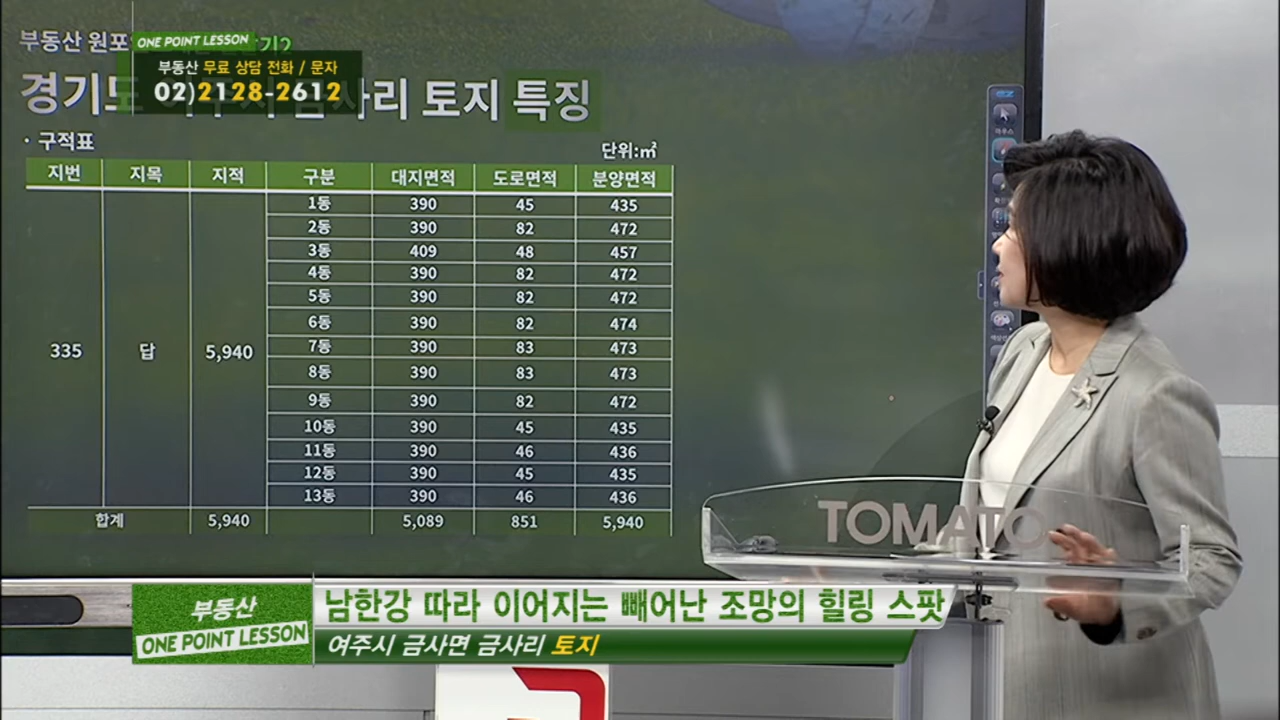 부동산 원포
기2
ONE POINT LESSON
부동산 무료 상담 전화 / 문자
02)2128-2612
경기도 금사리 토지 특징
· 구적표
단위:㎡
지번 지목 지적 구분 대지면적 도로면적 분양면적
1동 390 45 435
2동 390 82 472
3동 409 48 457
4동 390 82 472
5동 390 82 472
6동 390 82 474
335 답 5,940 7동 390 83 473
8동 390 83 473
9동 390 82 472
10동 390 45 435
11동 390 46 436
12동 390 45 435
13동 390 46 436
합계 5,940 5,089 851 5,940
마우스
TOMATO
부동산
ONE POINT LESSON
남한강 따라 이어지는 빼어난 조망의 힐링 스팟
여주시 금사면 금사리 토지